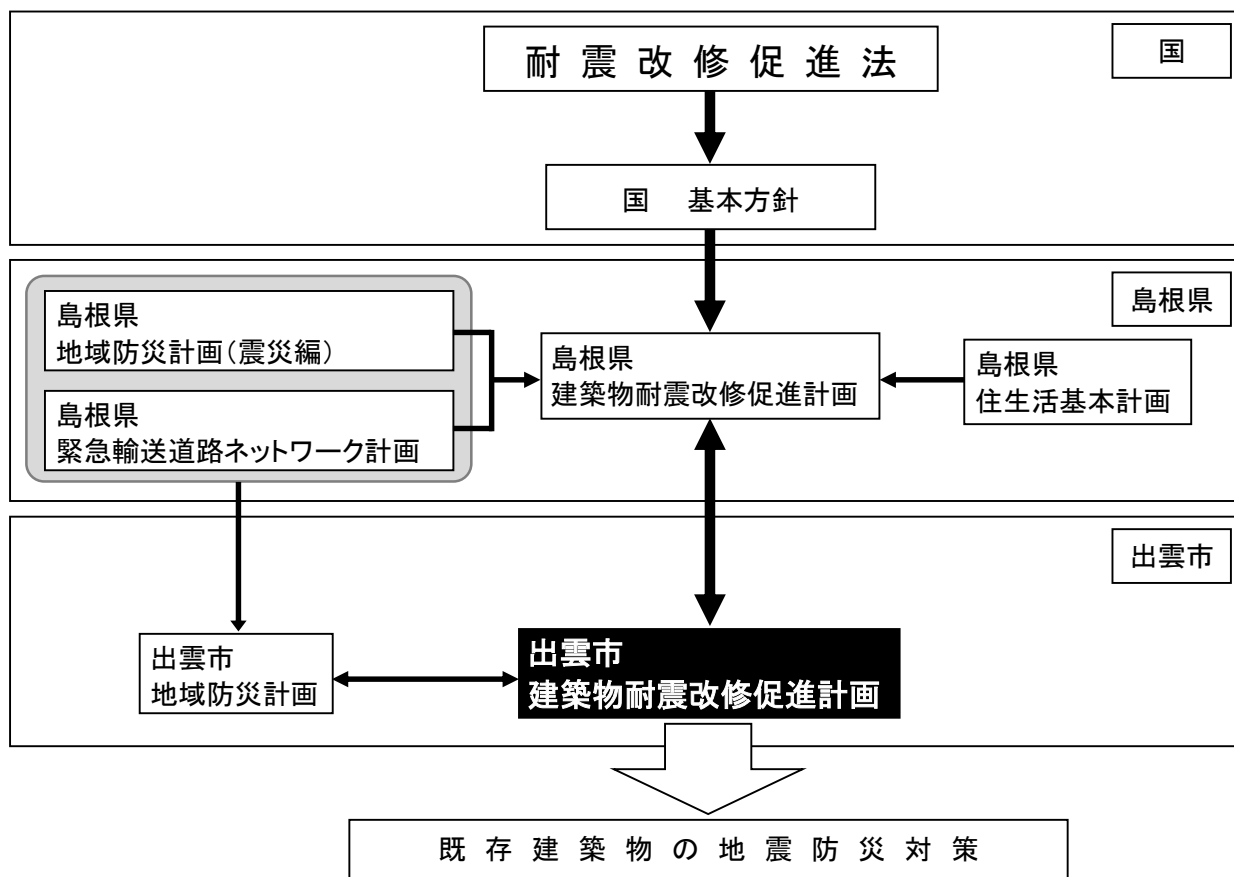 耐震改修促進法
国
国 基本方針
島根県
島根県
地域防災計画（震災編）
島根県
緊急輸送道路ネットワーク計画
島根県
建築物耐震改修促進計画
島根県
住生活基本計画
出雲市
出雲市
地域防災計画
出雲市
建築物耐震改修促進計画
既存建築物の地震防災対策